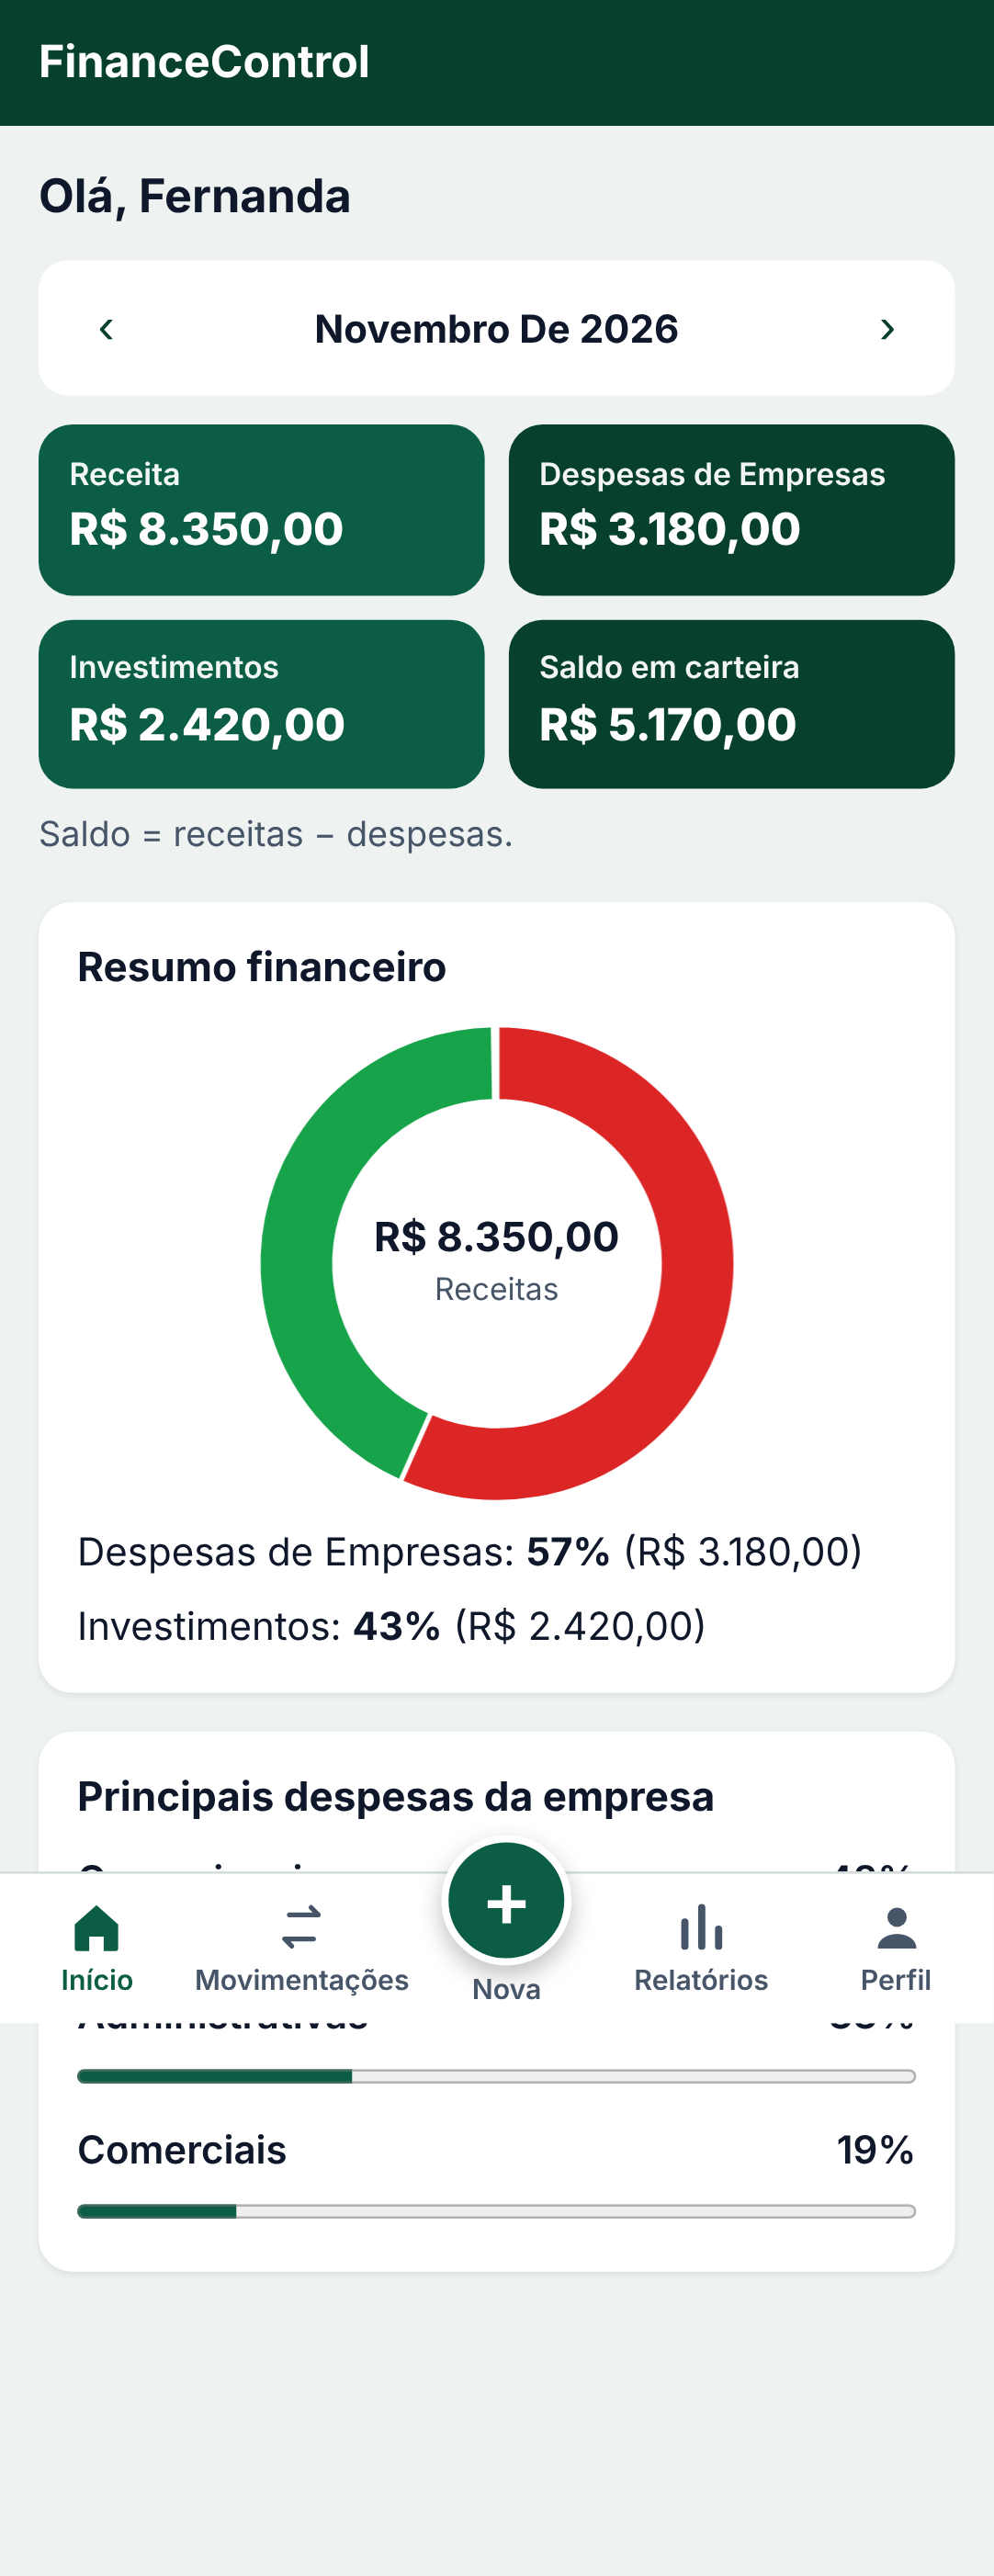 FinanceControl
Olá, Fernanda
‹ Novembro De 2026 ›
Receita
R$ 8.350,00
Despesas de Empresas
R$ 3.180,00
Investimentos
R$ 2.420,00
Saldo em carteira
R$ 5.170,00
Saldo = receitas − despesas.
Resumo financeiro
R$ 8.350,00
Receitas
Despesas de Empresas: 57% (R$ 3.180,00)
Investimentos: 43% (R$ 2.420,00)
Principais despesas da empresa
Início
Movimentações
+
Nova
Relatórios
Perfil
Administrativas
Comerciais 19%